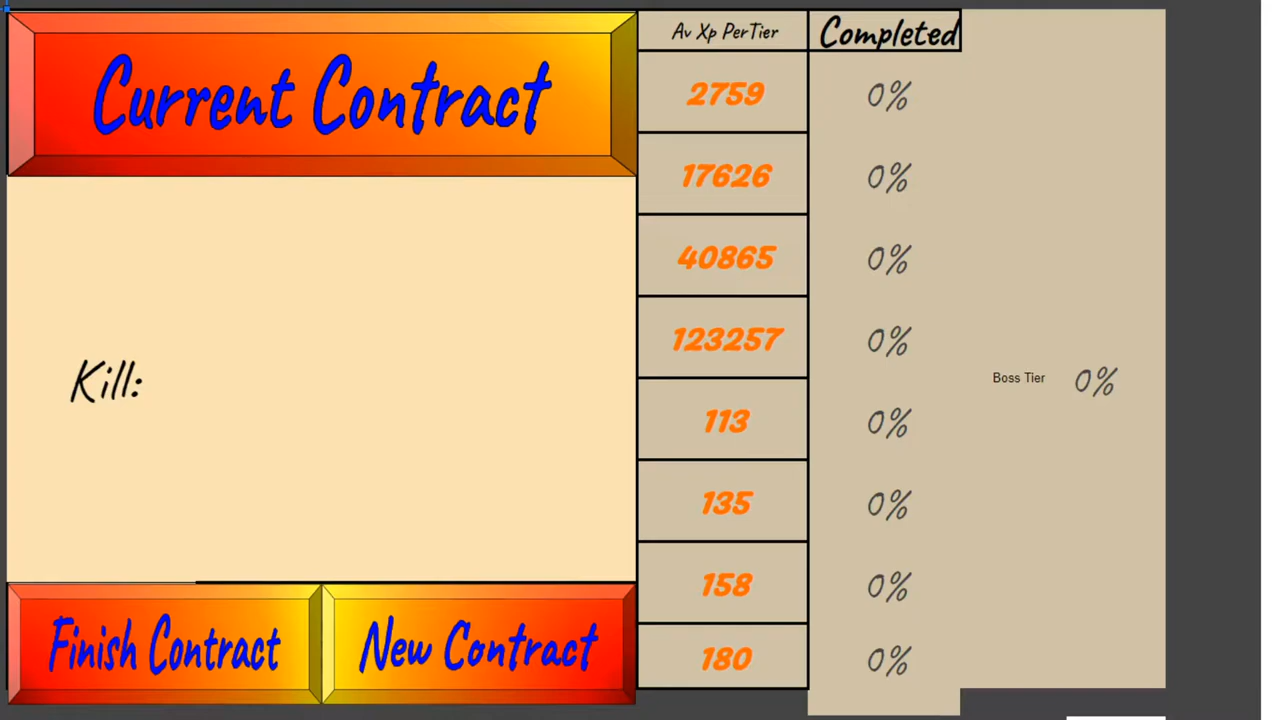 Current Contract
Av Xp PerTier
Completed
2759
0%
17626
0%
40865
0%
123257
0%
Kill:
Boss Tier
0%
113
0%
135
0%
158
0%
Finish Contract
New Contract
180
0%